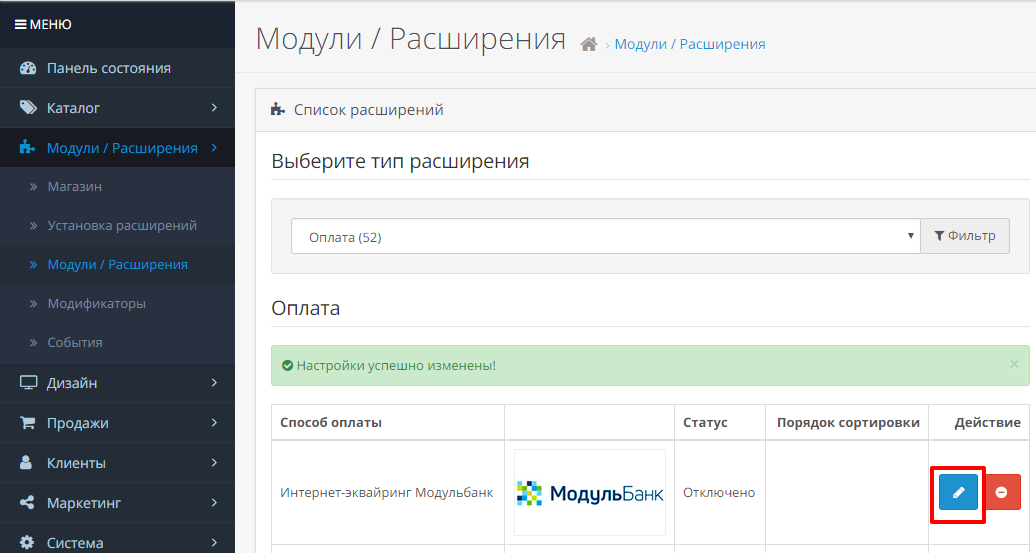 МЕНЮ
Панель состояния
Каталог
Модули / Расширения
Магазин
Установка расширений
Модули / Расширения
Модификаторы
События
Дизайн
Продажи
Клиенты
Маркетинг
Система
Модули / Расширения › Модули / Расширения
Список расширений
Выберите тип расширения
Оплата (52) Фильтр
Оплата
Настройки успешно изменены! ×
Способ оплаты Статус Порядок сортировки Действие
Интернет-эквайринг Модульбанк МодульБанк Отключено